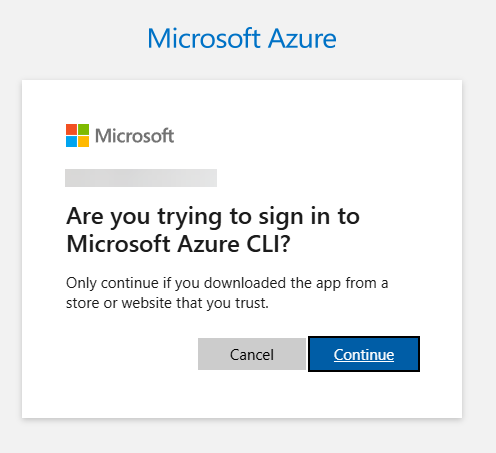 Microsoft Azure
Microsoft
Are you trying to sign in to
Microsoft Azure CLI?
Only continue if you downloaded the app from a
store or website that you trust.
Cancel
Continue